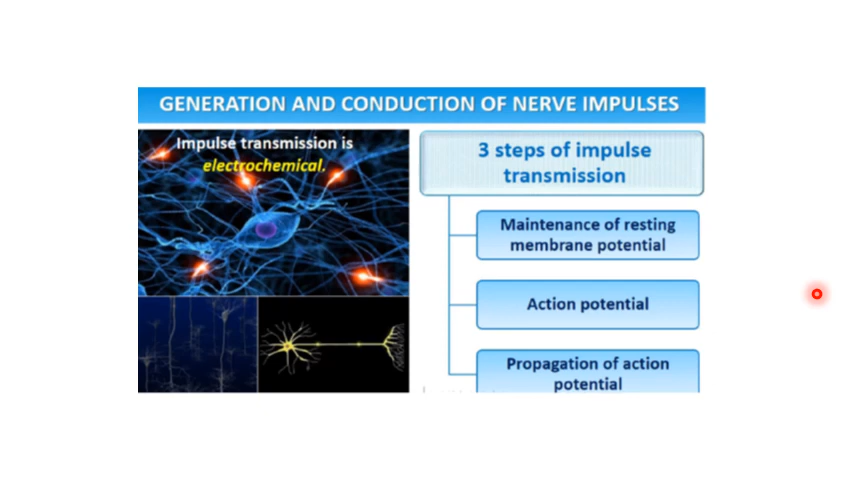 GENERATION AND CONDUCTION OF NERVE IMPULSES
Impulse transmission is
electrochemical.
3 steps of impulse
transmission
Maintenance of resting
membrane potential
Action potential
Propagation of action
potential